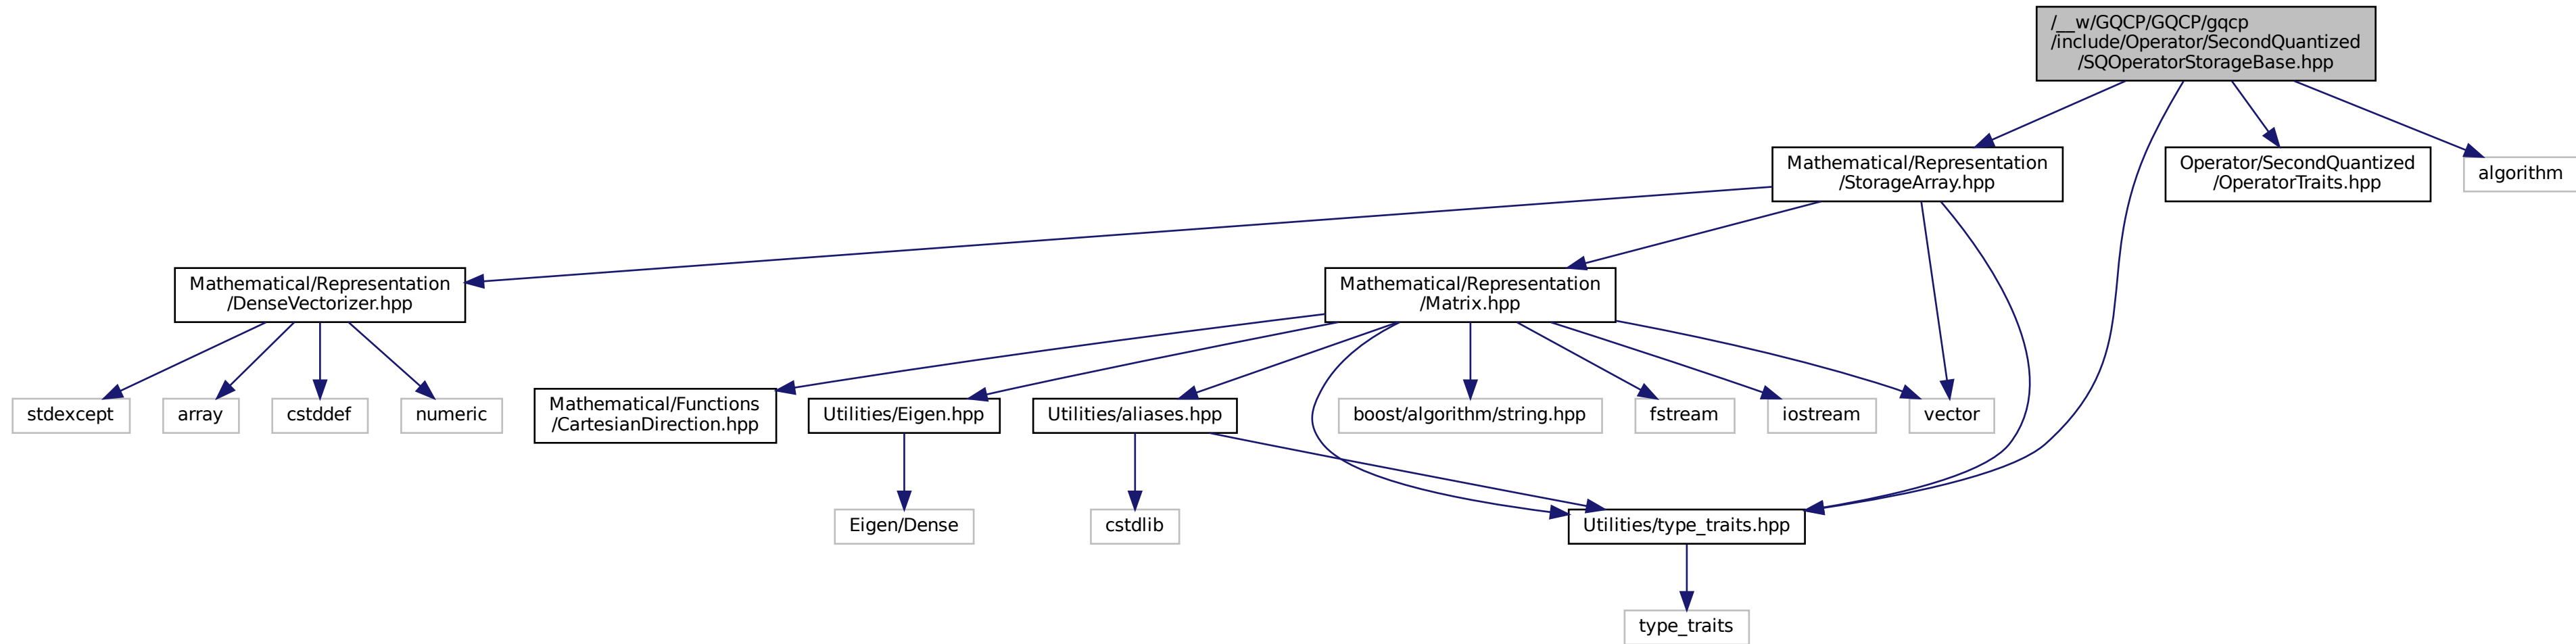 /__w/GQCP/GQCP/gqcp
/include/Operator/SecondQuantized
/SQOperatorStorageBase.hpp
Mathematical/Representation
/StorageArray.hpp
Operator/SecondQuantized
/OperatorTraits.hpp
algorithm
Mathematical/Representation
/DenseVectorizer.hpp
Mathematical/Representation
/Matrix.hpp
stdexcept
array
cstddef
numeric
Mathematical/Functions
/CartesianDirection.hpp
Utilities/Eigen.hpp
Utilities/aliases.hpp
boost/algorithm/string.hpp
fstream
iostream
vector
Eigen/Dense
cstdlib
Utilities/type_traits.hpp
type_traits